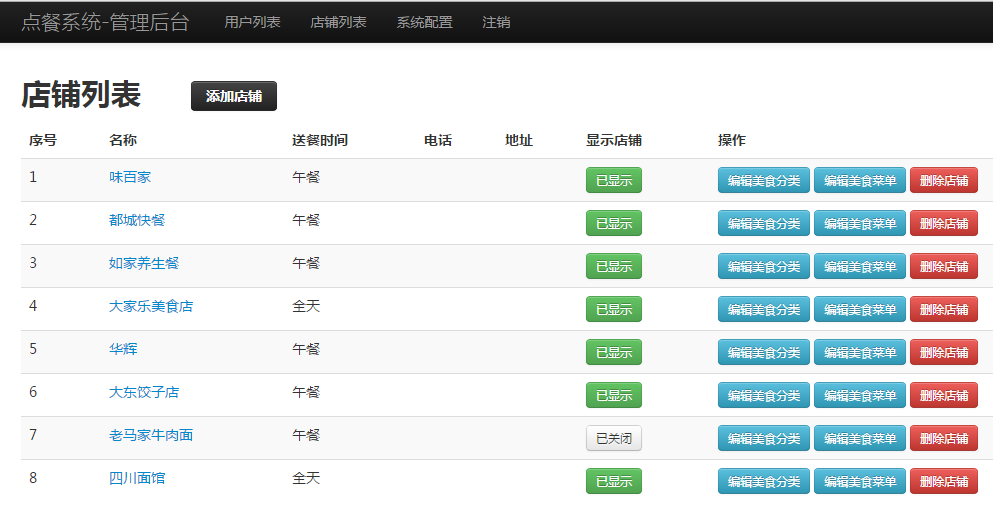 点餐系统-管理后台 用户列表 店铺列表 系统配置 注销
店铺列表 添加店铺
序号 名称 送餐时间 电话 地址 显示店铺 操作
1 味百家 午餐 已显示 编辑美食分类 编辑美食菜单 删除店铺
2 都城快餐 午餐 已显示 编辑美食分类 编辑美食菜单 删除店铺
3 如家养生餐 午餐 已显示 编辑美食分类 编辑美食菜单 删除店铺
4 大家乐美食店 全天 已显示 编辑美食分类 编辑美食菜单 删除店铺
5 华辉 午餐 已显示 编辑美食分类 编辑美食菜单 删除店铺
6 大东饺子店 午餐 已显示 编辑美食分类 编辑美食菜单 删除店铺
7 老马家牛肉面 午餐 已关闭 编辑美食分类 编辑美食菜单 删除店铺
8 四川面馆 全天 已显示 编辑美食分类 编辑美食菜单 删除店铺